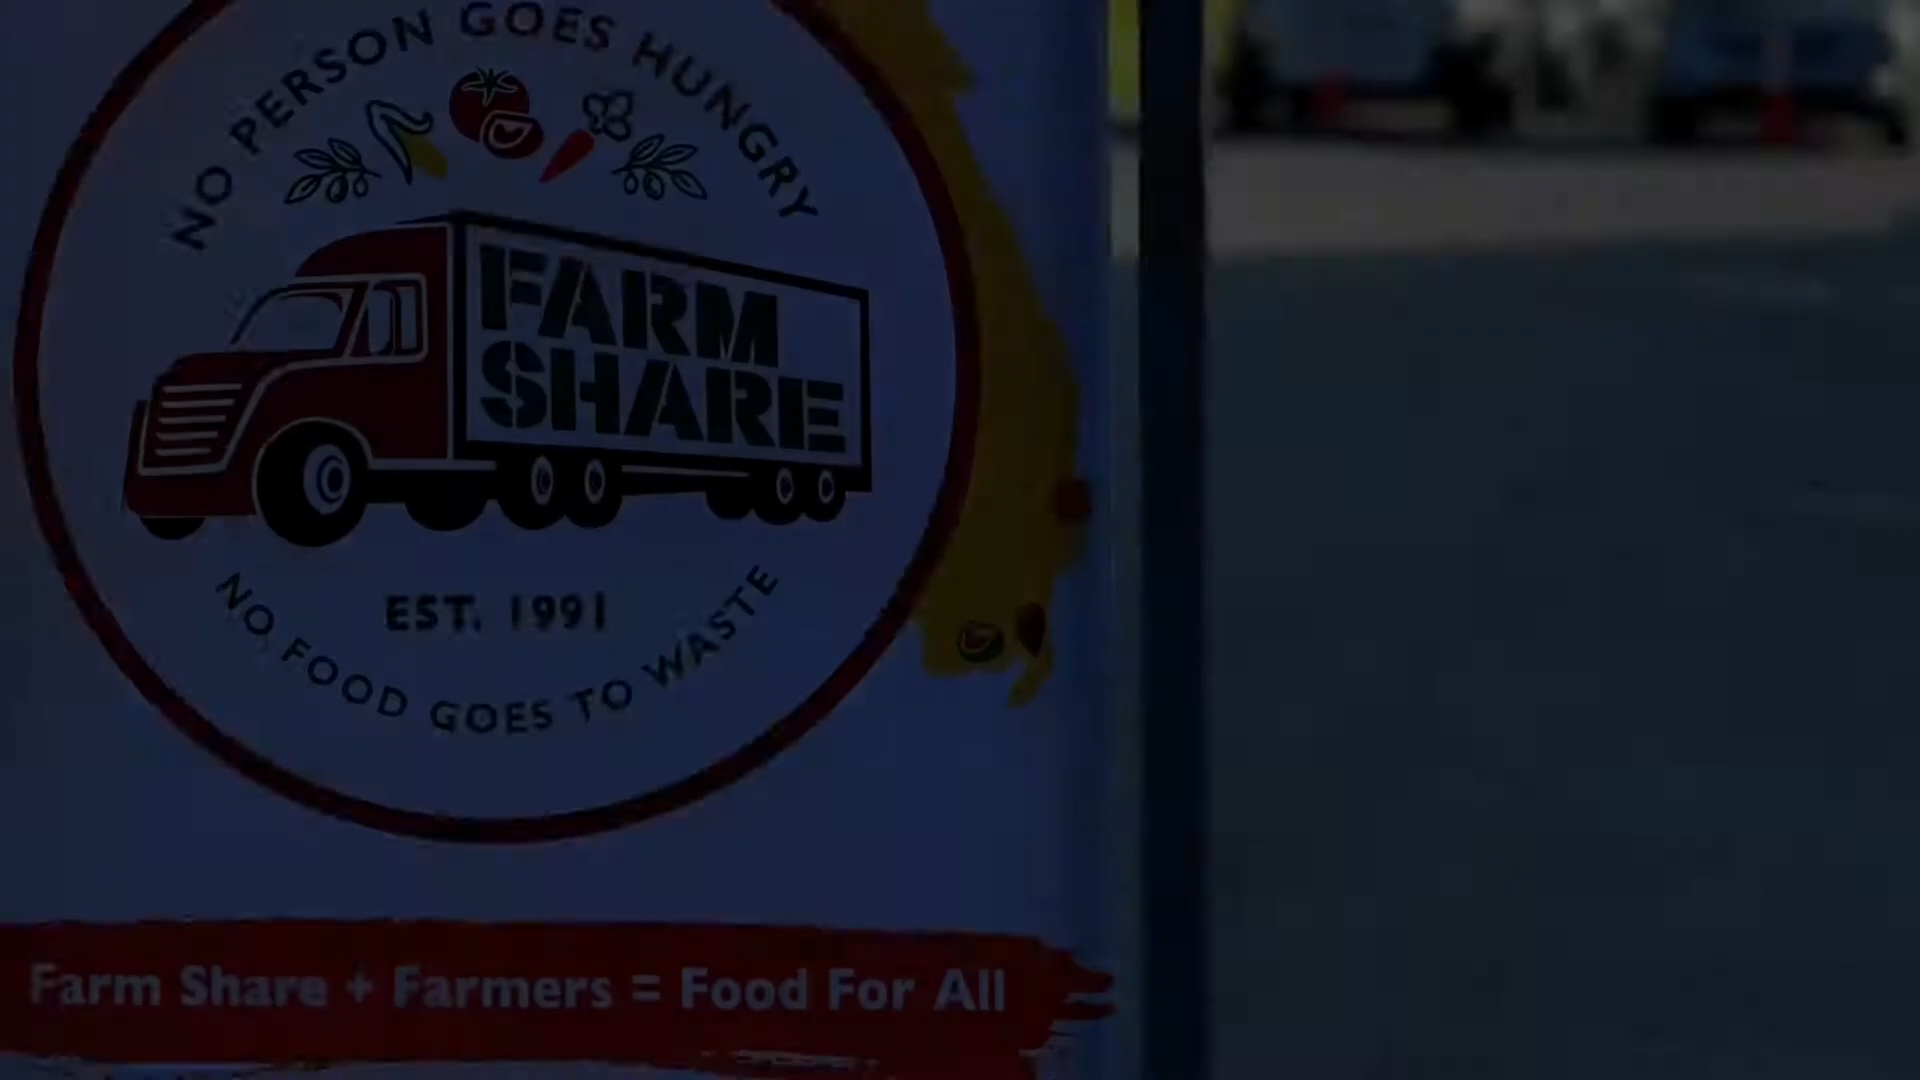 NO PERSON GOES HUNGRY
FARM
SHARE
EST. 1991
NO FOOD GOES TO WASTE
Farm Share + Farmers = Food For All